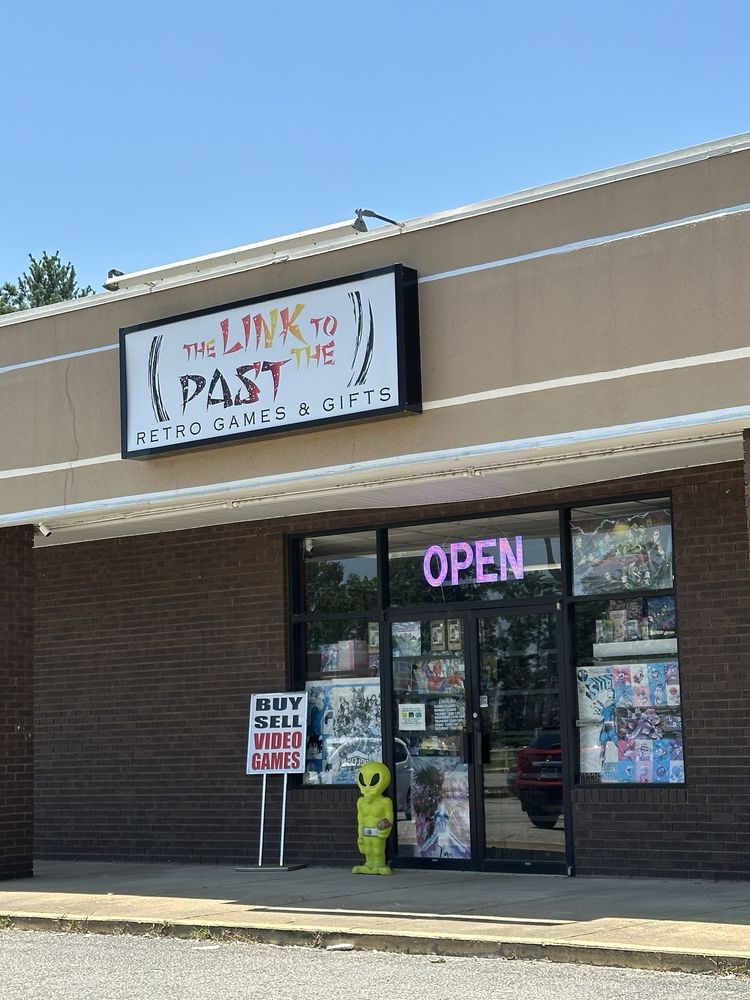 THE LINK TO
PAST THE
RETRO GAMES & GIFTS
OPEN
BUY
SELL
VIDEO
GAMES